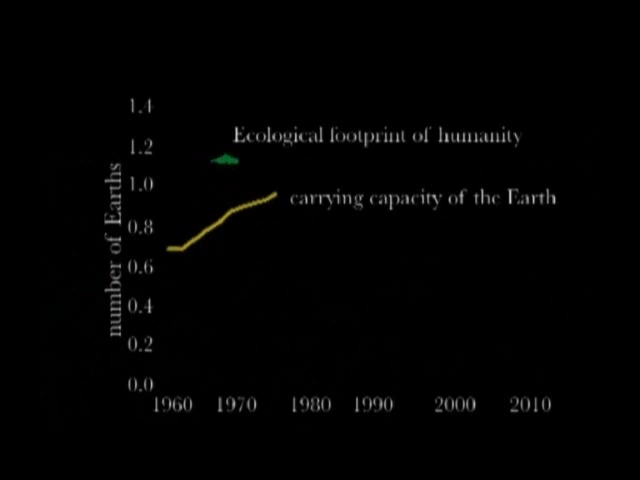 1.4
Ecological footprint of humanity
1.2
1.0
carrying capacity of the Earth
0.8
0.6
0.4
0.2
0.0
number of Earths
1960 1970 1980 1990 2000 2010